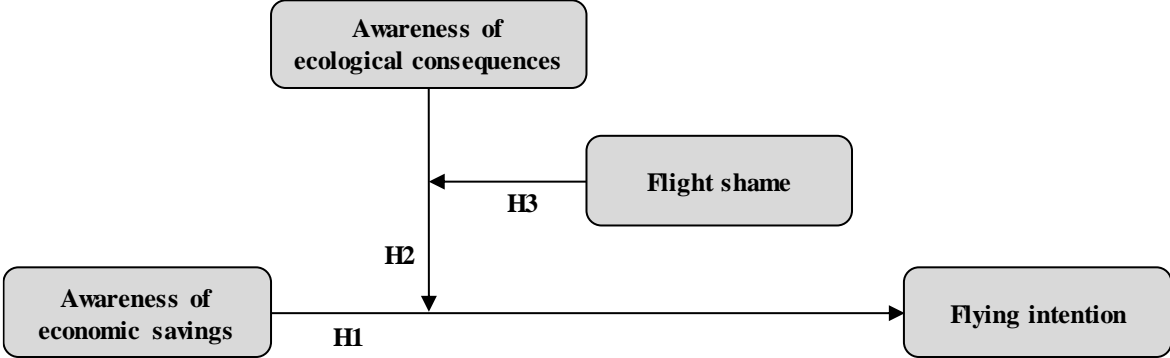 Awareness of
ecological consequences
Flight shame
H3
H2
Awareness of
economic savings
H1
Flying intention